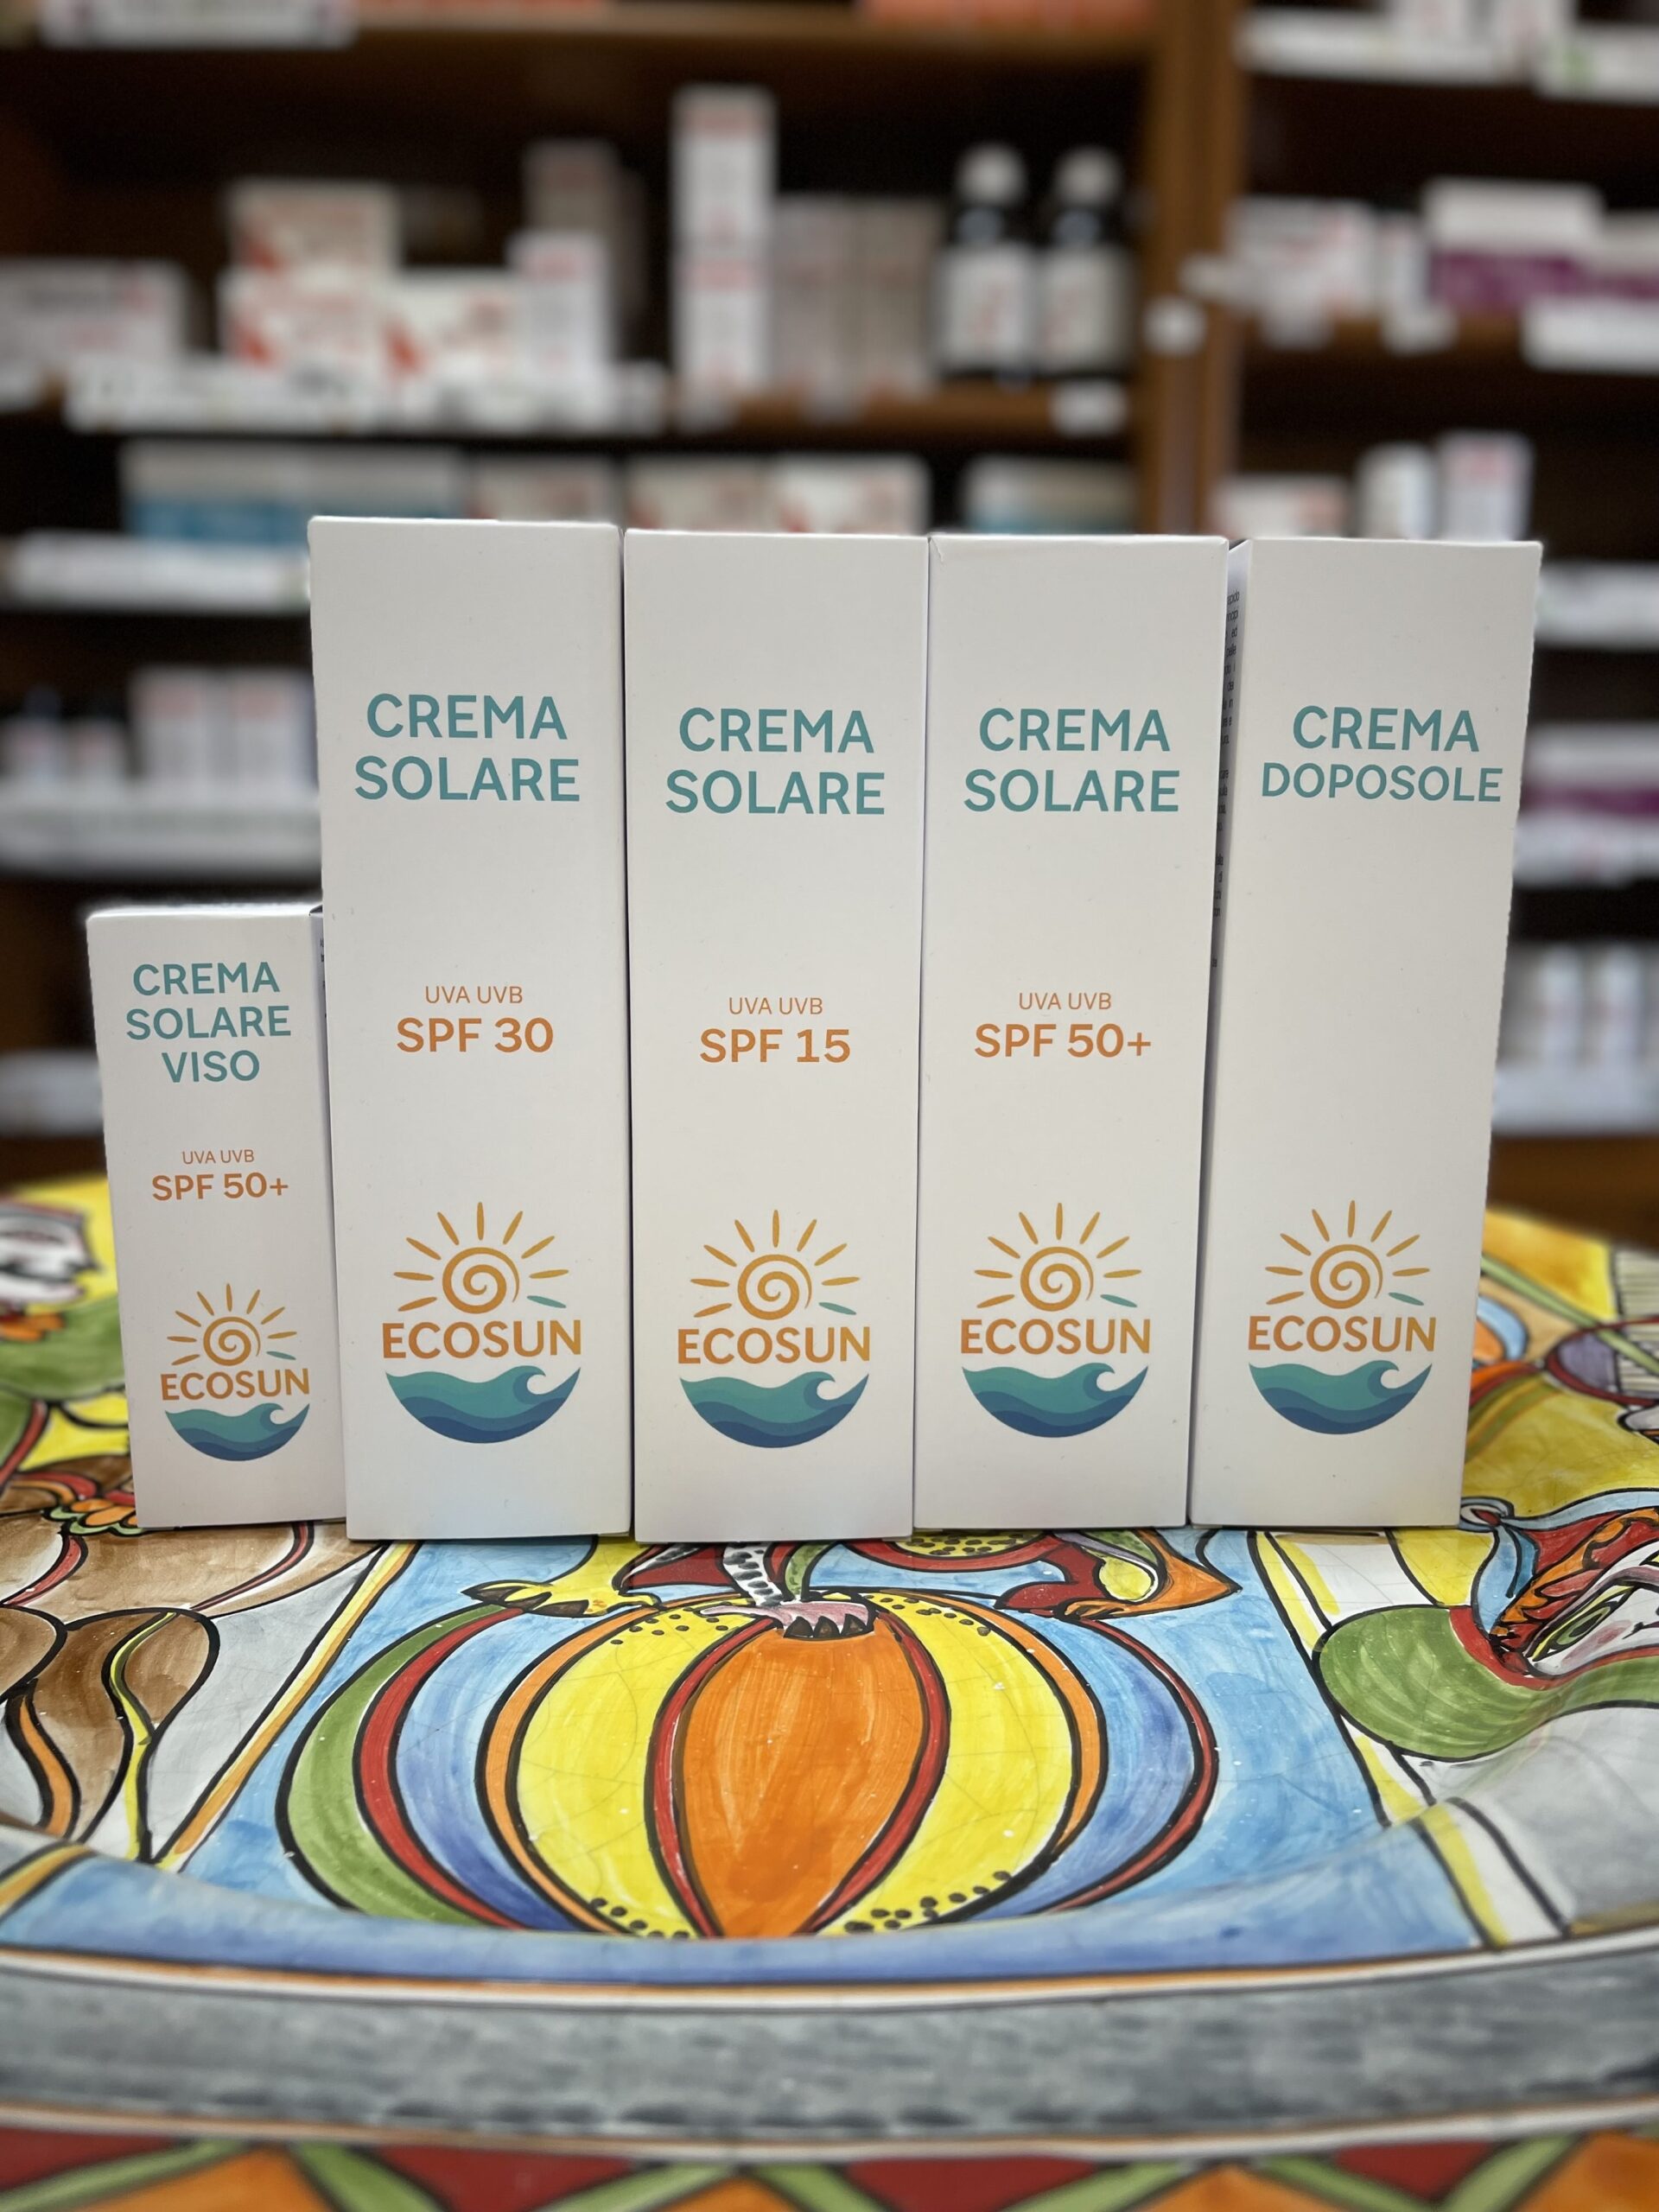 CREMA
SOLARE
VISO
UVA UVB
SPF 50+
ECOSUN
CREMA
SOLARE
UVA UVB
SPF 30
ECOSUN
CREMA
SOLARE
UVA UVB
SPF 15
ECOSUN
CREMA
SOLARE
UVA UVB
SPF 50+
ECOSUN
CREMA
DOPOSOLE
ECOSUN